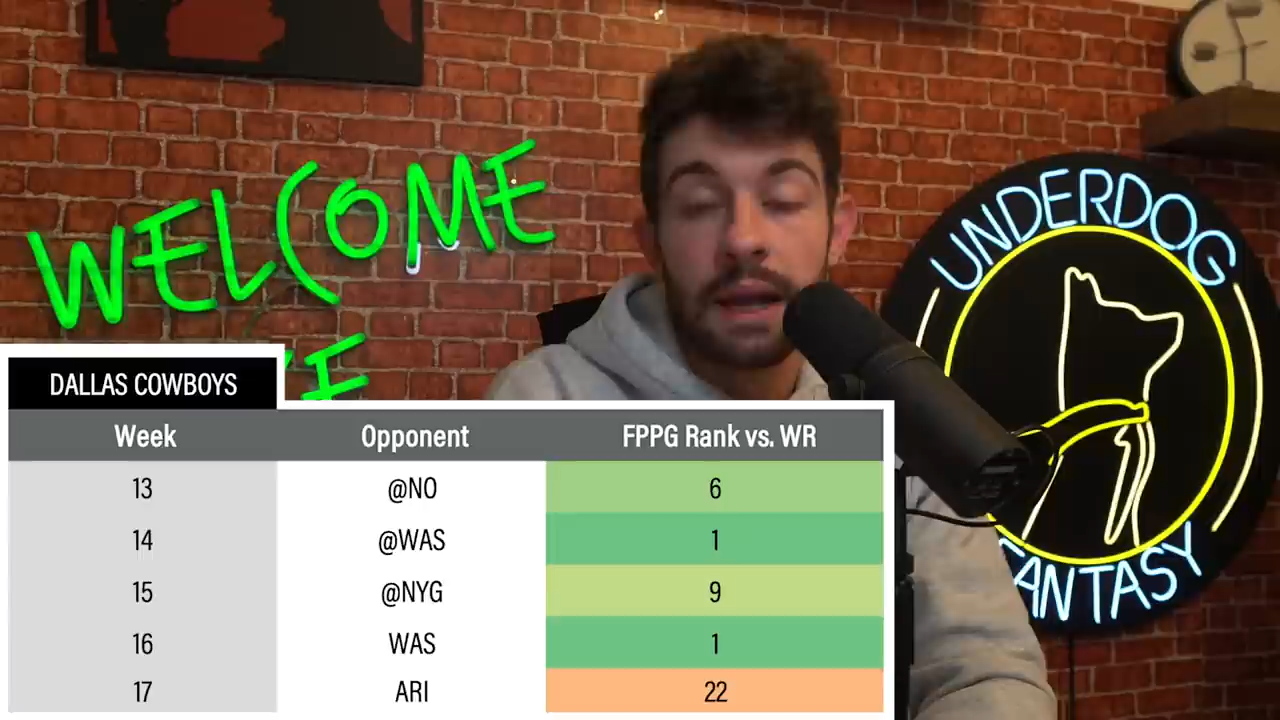 WELCOME
UNDERDOG
FANTASY
DALLAS COWBOYS
Week Opponent FPPG Rank vs. WR
13 @NO 6
14 @WAS 1
15 @NYG 9
16 WAS 1
17 ARI 22